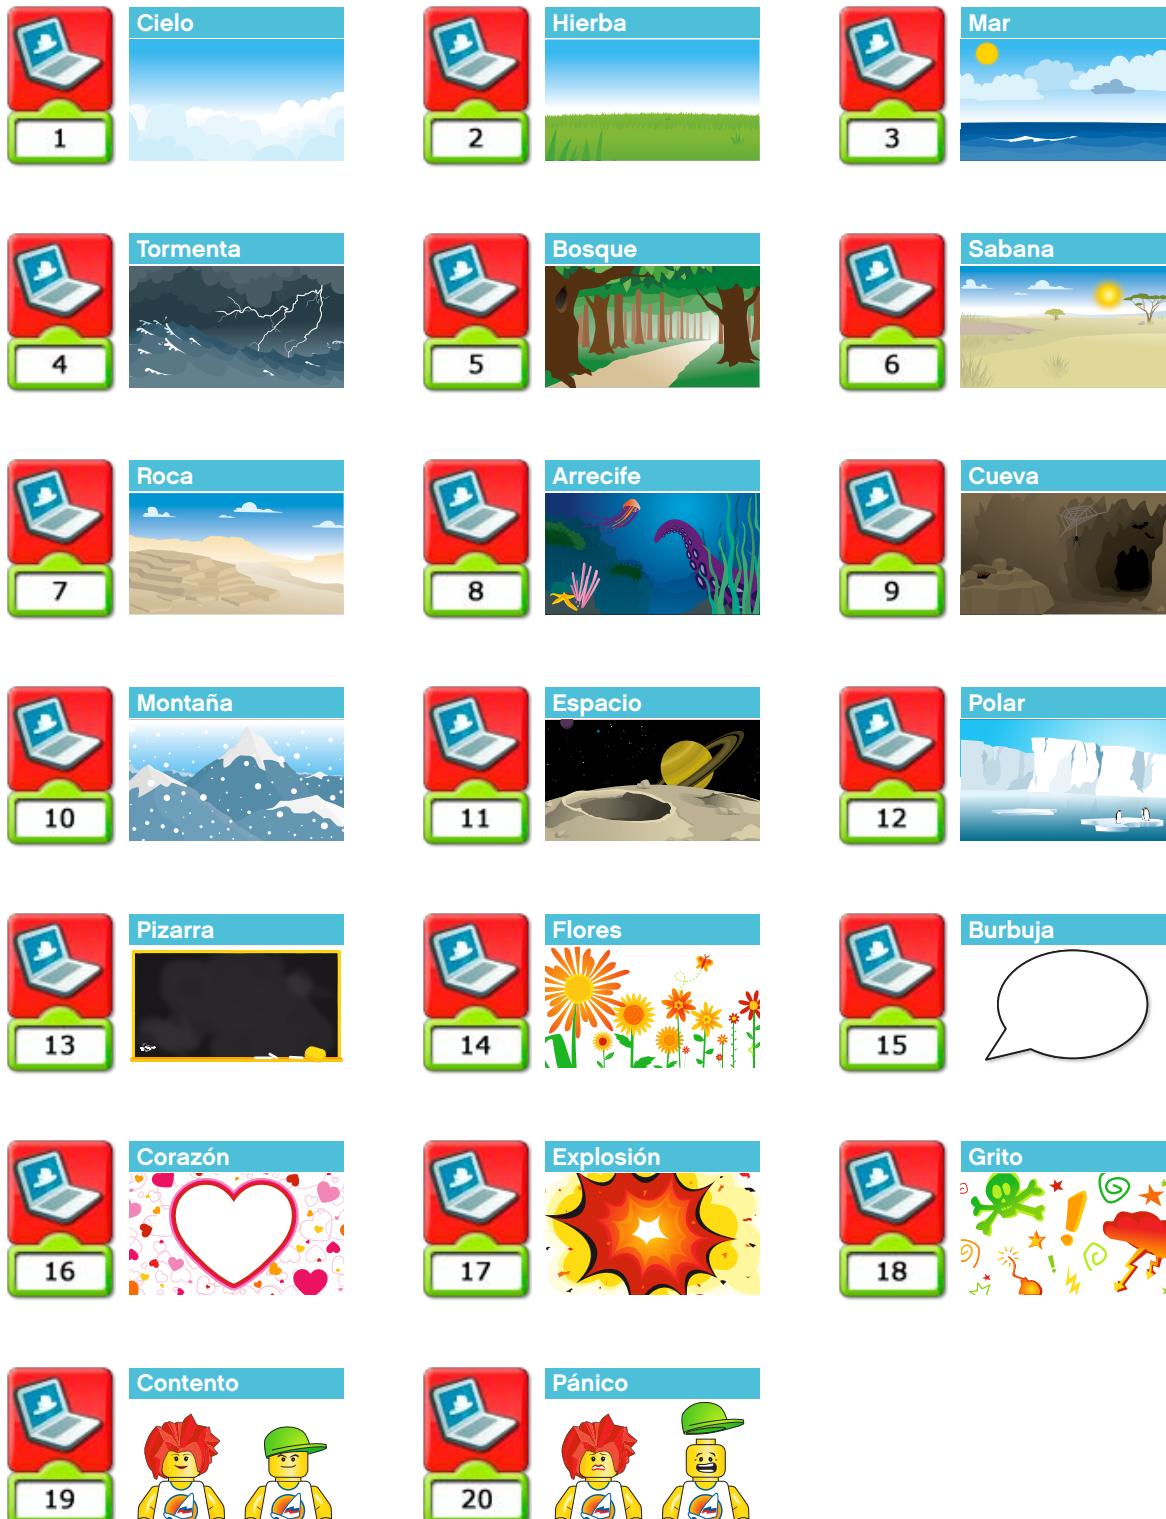 Cielo
1
Hierba
2
Mar
3
Tormenta
4
Bosque
5
Sabana
6
Roca
7
Arrecife
8
Cueva
9
Montaña
10
Espacio
11
Polar
12
Pizarra
13
Flores
14
Burbuja
15
Corazón
16
Explosión
17
Grito
18
Contento
19
Pánico
20